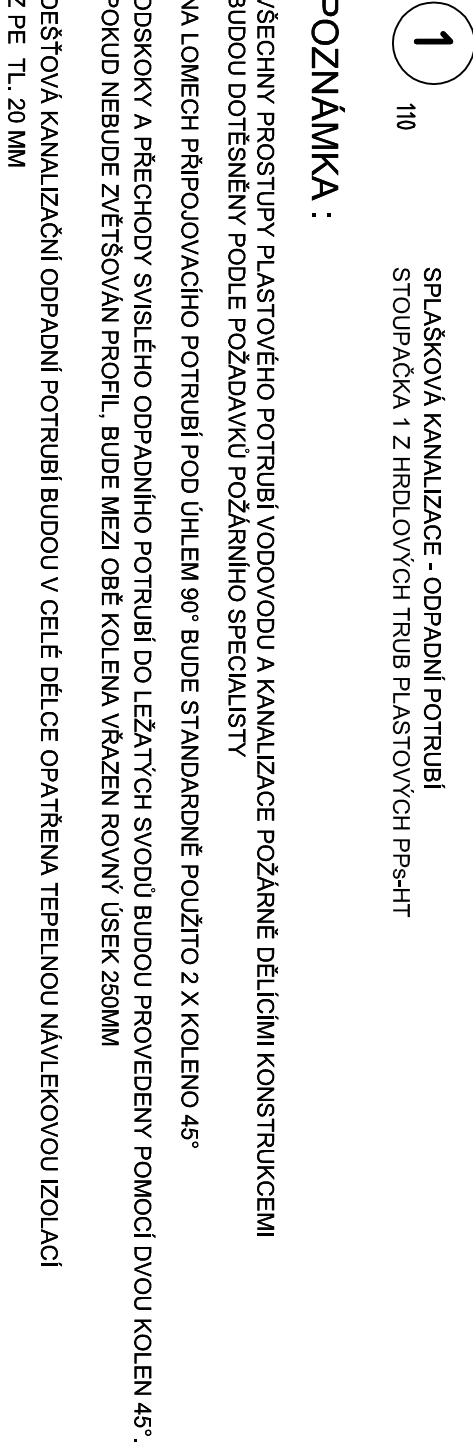 1
110
SPLAŠKOVÁ KANALIZACE - ODPADNÍ POTRUBÍ
STOUPAČKA 1 Z HRDLOVÝCH TRUB PLASTOVÝCH PPs-HT
POZNÁMKA :
VŠECHNY PROSTUPY PLASTOVÉHO POTRUBÍ VODOVODU A KANALIZACE POŽÁRNĚ DĚLÍCÍMI KONSTRUKCEMI
BUDOU DOTĚSNĚNY PODLE POŽADAVKŮ POŽÁRNÍHO SPECIALISTY
NA LOMECH PŘIPOJOVACÍHO POTRUBÍ POD ÚHLEM 90° BUDE STANDARDNĚ POUŽITO 2 X KOLENO 45°
ODSKOKY A PŘECHODY SVISLÉHO ODPADNÍHO POTRUBÍ DO LEŽATÝCH SVODŮ BUDOU PROVEDENY POMOCÍ DVOU KOLEN 45°.
POKUD NEBUDE ZVĚTŠOVÁN PROFIL, BUDE MEZI OBĚ KOLENA VŘAZEN ROVNÝ ÚSEK 250MM
DEŠŤOVÁ KANALIZAČNÍ ODPADNÍ POTRUBÍ BUDOU V CELÉ DÉLCE OPATŘENA TEPELNOU NÁVLEKOVOU IZOLACÍ
Z PE TL. 20 MM